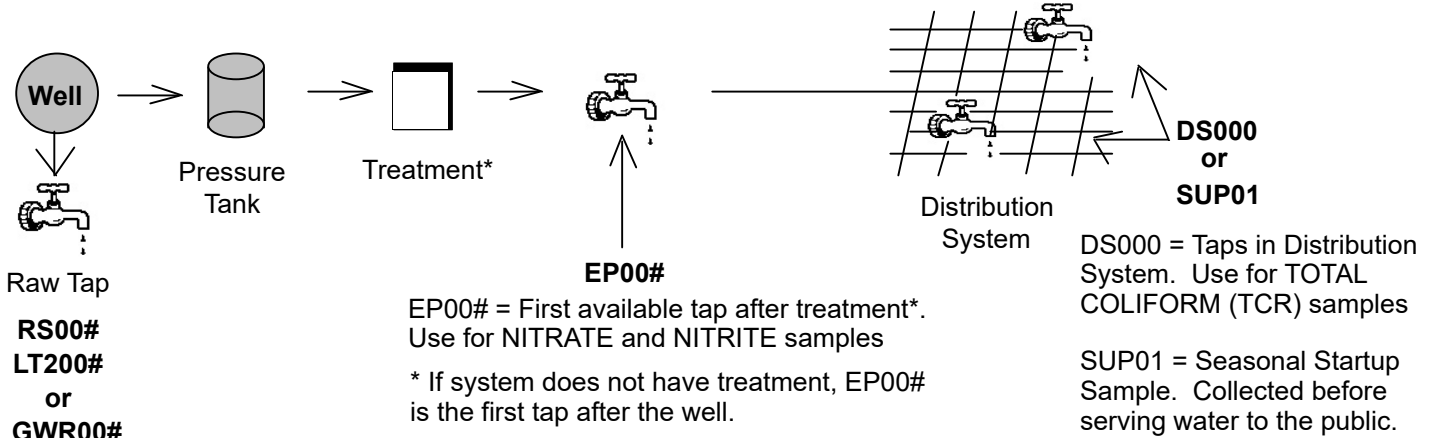 Well
Pressure
Tank
Treatment*
Raw Tap
RS00#
LT200#
or
GWR00#
EP00#
EP00# = First available tap after treatment*.
Use for NITRATE and NITRITE samples
* If system does not have treatment, EP00#
is the first tap after the well.
Distribution
System
DS000
or
SUP01
DS000 = Taps in Distribution
System. Use for TOTAL
COLIFORM (TCR) samples
SUP01 = Seasonal Startup
Sample. Collected before
serving water to the public.